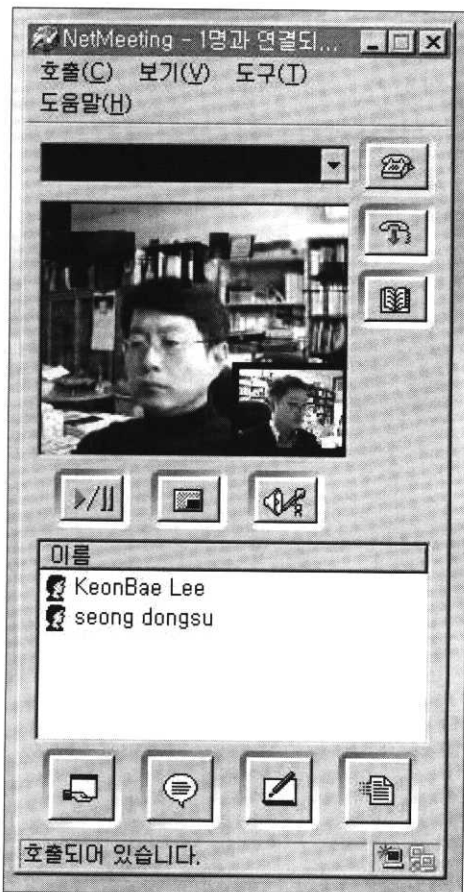 NetMeeting - 1명과 연결되...
호출(C) 보기(V) 도구(T)
도움말(H)
이름
KeonBae Lee
seong dongsu
호출되어 있습니다.